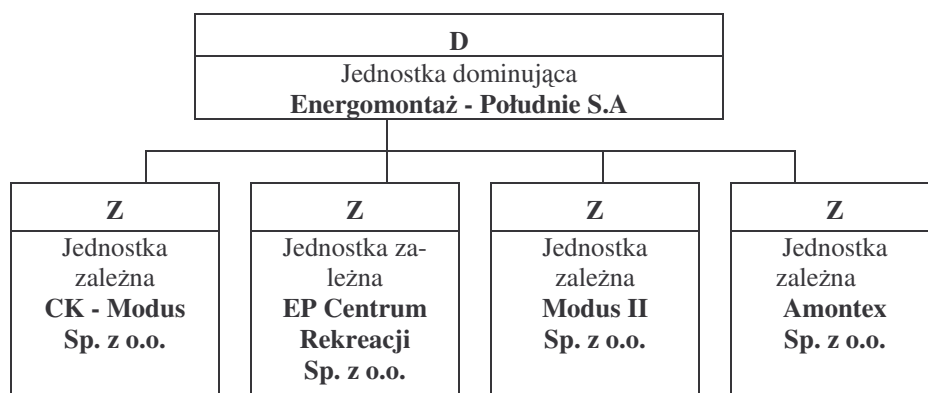 D
Jednostka dominująca
Energomontaż - Południe S.A
Z
Jednostka
zależna
CK - Modus
Sp. z o.o.
Z
Jednostka za-
leżna
EP Centrum
Rekreacji
Sp. z o.o.
Z
Jednostka
zależna
Modus II
Sp. z o.o.
Z
Jednostka
zależna
Amontex
Sp. z o.o.